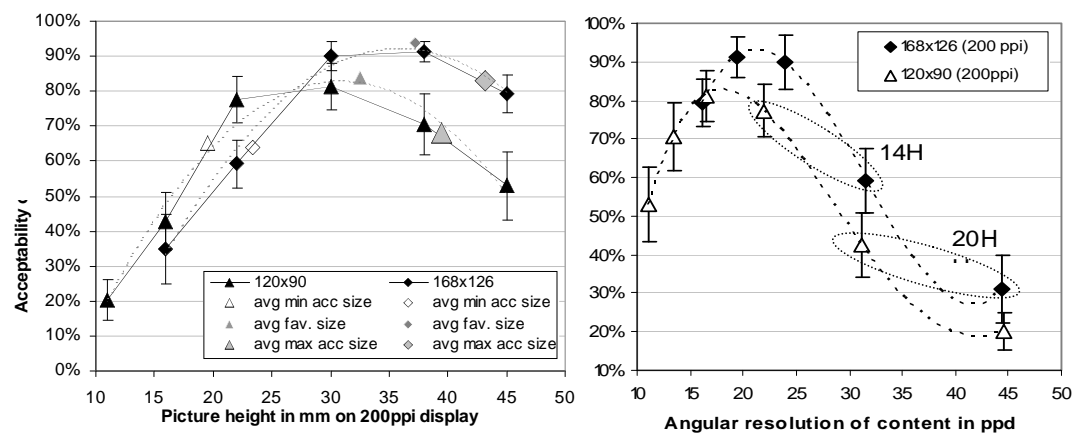 100%
90%
80%
70%
60%
50%
40%
30%
20%
10%
0%
Acceptability
120x90
168x126
avg min acc size
avg min acc size
avg fav. size
avg fav. size
avg max acc size
avg max acc size
10 15 20 25 30 35 40 45 50
Picture height in mm on 200ppi display
100%
90%
80%
70%
60%
50%
40%
30%
20%
10%
168x126 (200 ppi)
120x90 (200ppi)
14H
20H
10 15 20 25 30 35 40 45 50
Angular resolution of content in ppd